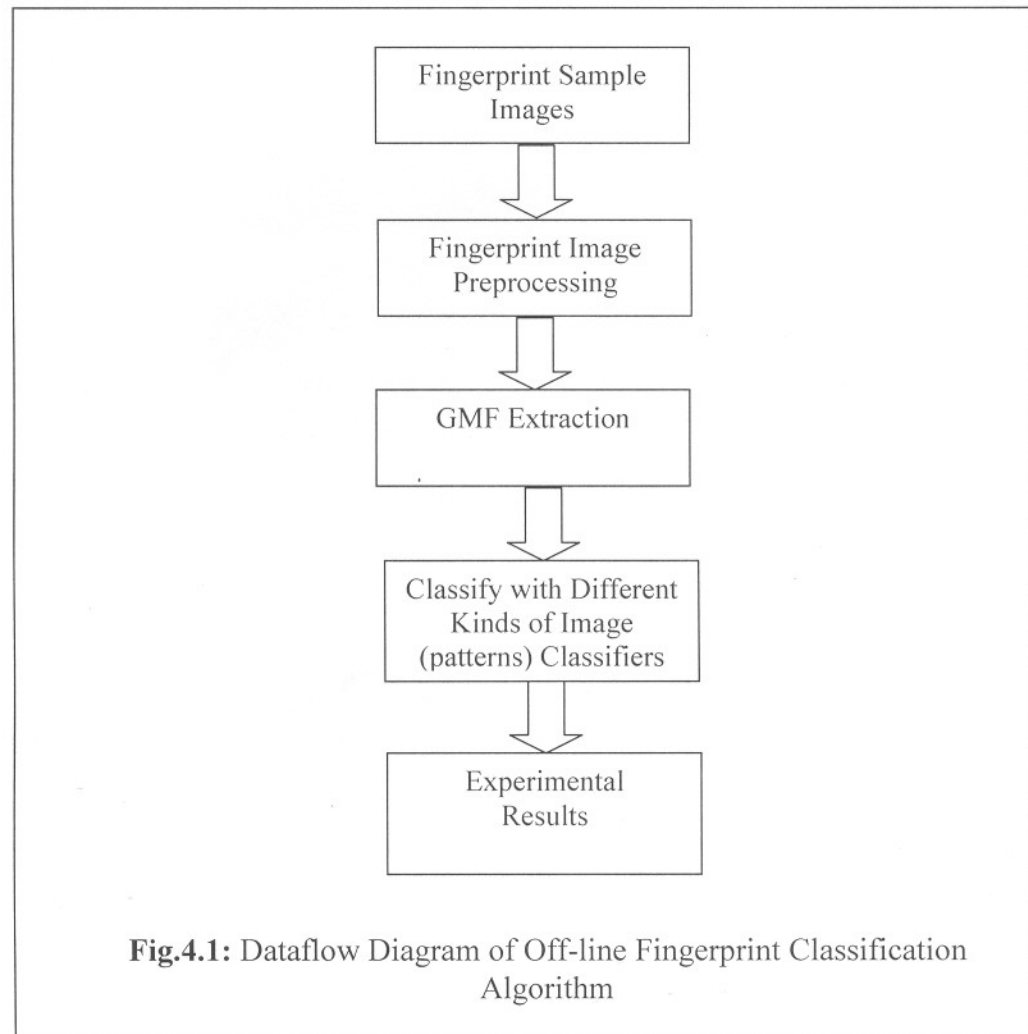 Fingerprint Sample
Images
Fingerprint Image
Preprocessing
GMF Extraction
Classify with Different
Kinds of Image
(patterns) Classifiers
Experimental
Results
Fig.4.1: Dataflow Diagram of Off-line Fingerprint Classification
Algorithm